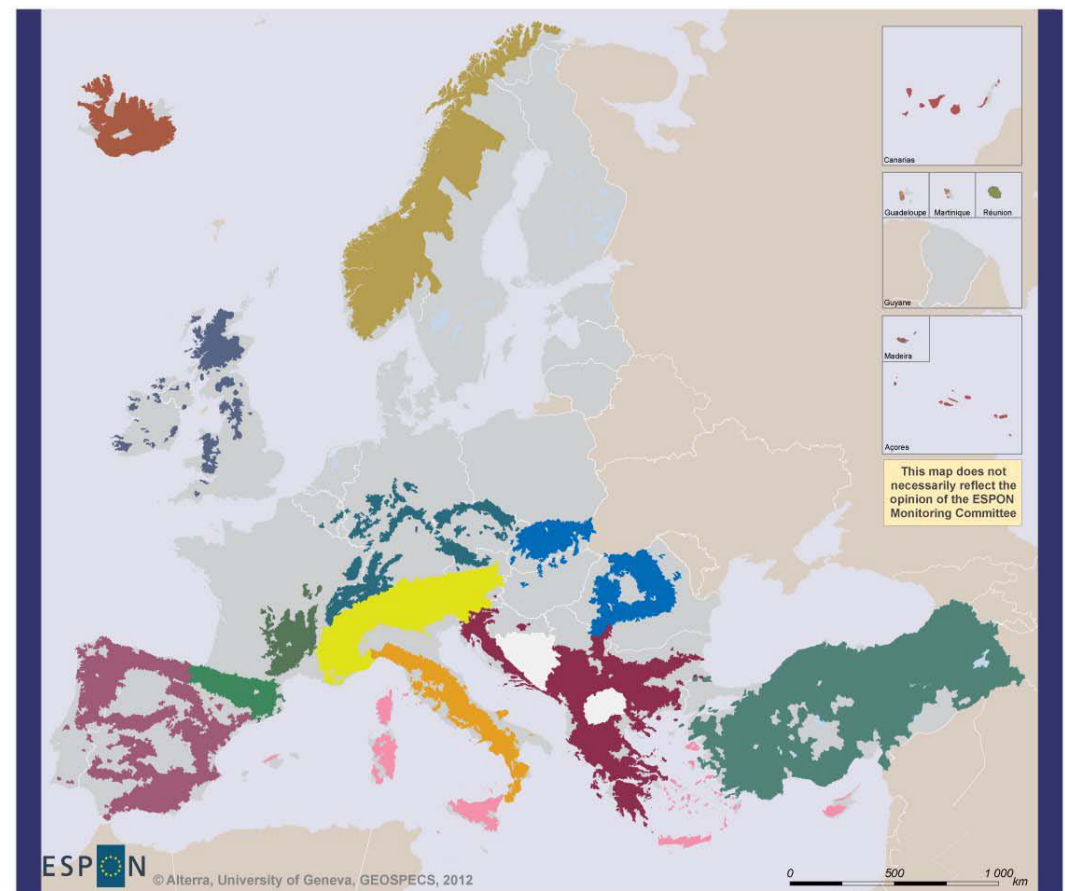 Canarias
Guadeloupe
Martinique
Réunion
Guyane
Madeira
Açores
This map does not
necessarily reflect the
opinion of the ESPON
Monitoring Committee
ESPON
© Alterra, University of Geneva, GEOSPECS, 2012
0 500 1 000
km